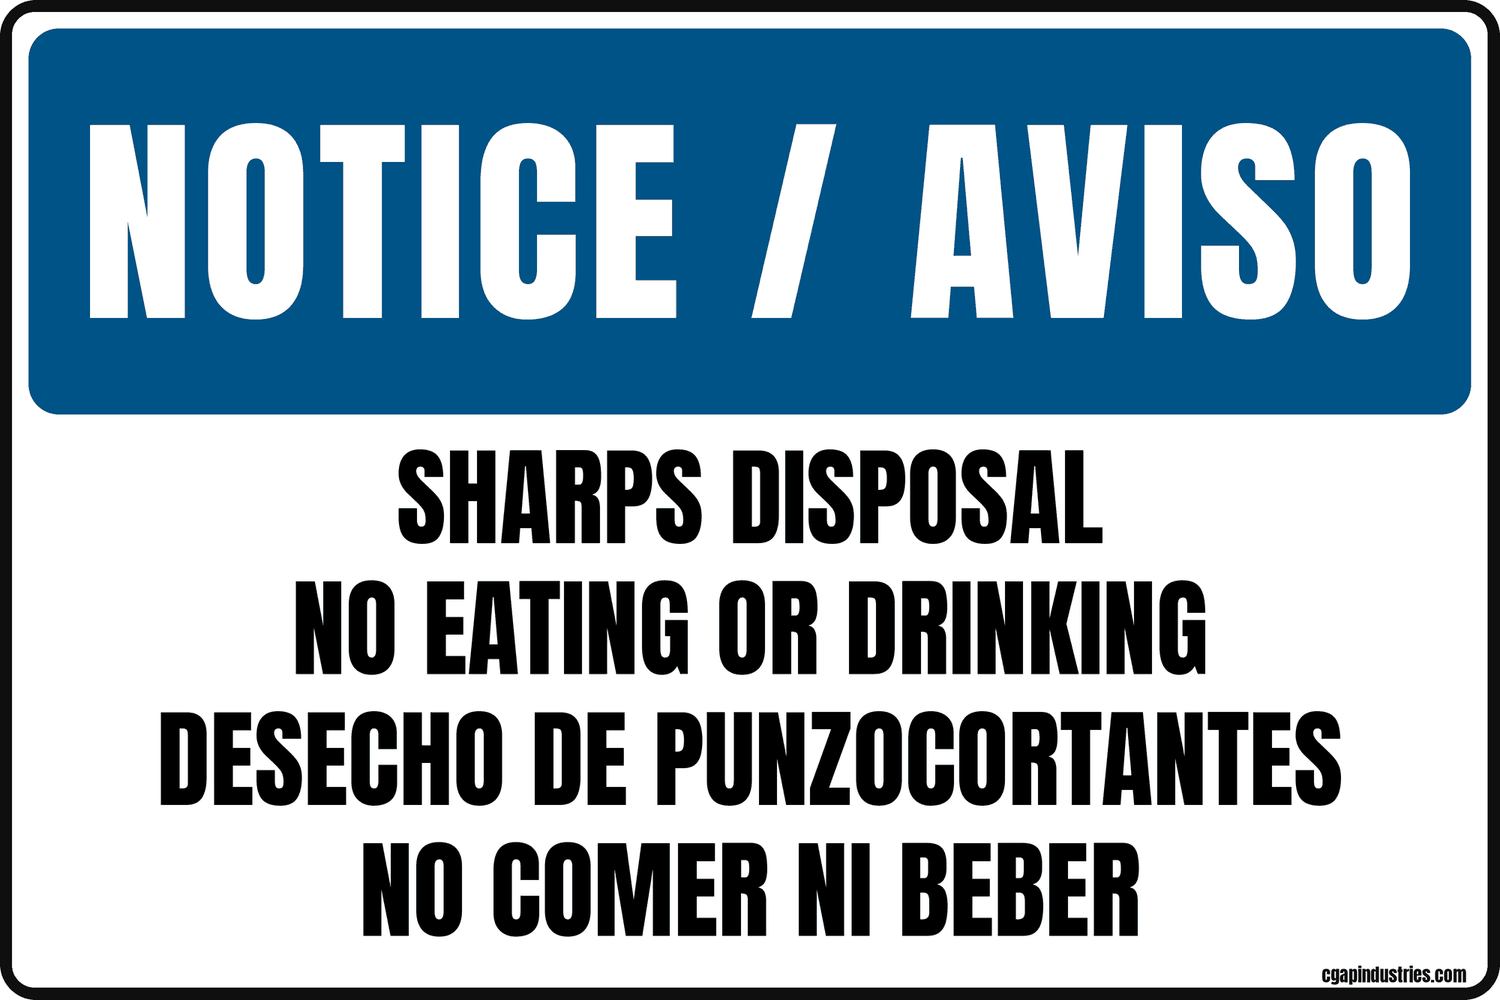 NOTICE / AVISO
SHARPS DISPOSAL
NO EATING OR DRINKING
DESECHO DE PUNZOCORTANTES
NO COMER NI BEBER
cgapindustries.com